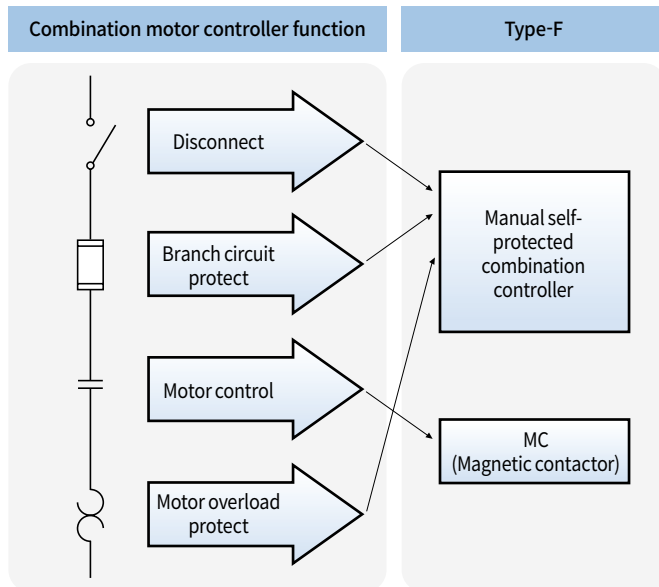 Combination motor controller function
Type-F
Disconnect
Branch circuit
protect
Motor control
Motor overload
protect
Manual self-
protected
combination
controller
MC
(Magnetic contactor)